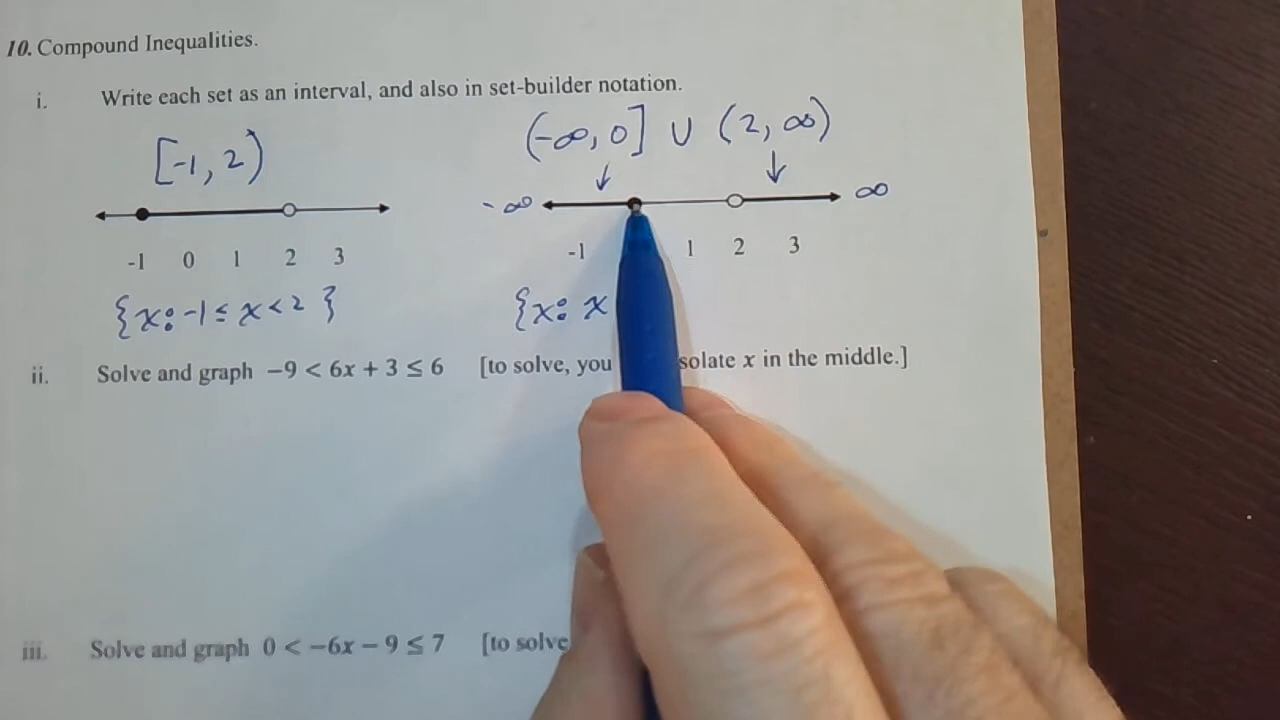 10. Compound Inequalities.
i. Write each set as an interval, and also in set-builder notation.
[-1, 2) (-∞, 0] ∪ (2, ∞)
-∞ ∞
-1 0 1 2 3 -1 1 2 3
{x: -1 ≤ x < 2 } {x: x
ii. Solve and graph −9 < 6x + 3 ≤ 6 [to solve, you solate x in the middle.]
iii. Solve and graph 0 < −6x − 9 ≤ 7 [to solve